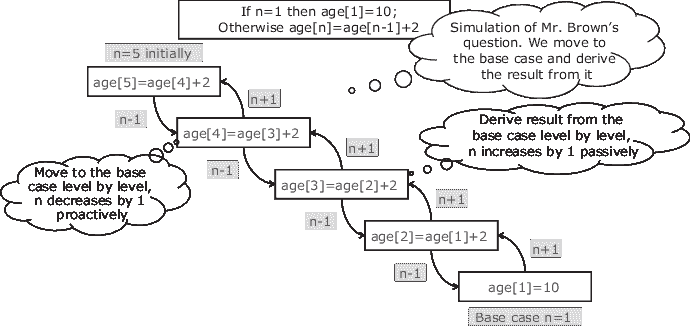 If n=1 then age[1]=10;
Otherwise age[n]=age[n-1]+2
Simulation of Mr. Brown's
question. We move to
the base case and derive
the result from it
n=5 initially
age[5]=age[4]+2
n+1
n-1
age[4]=age[3]+2
Derive result from the
base case level by level,
n increases by 1 passively
n+1
Move to the base
case level by level,
n decreases by 1
proactively
n-1
age[3]=age[2]+2
n+1
n-1
age[2]=age[1]+2
n+1
n-1
age[1]=10
Base case n=1